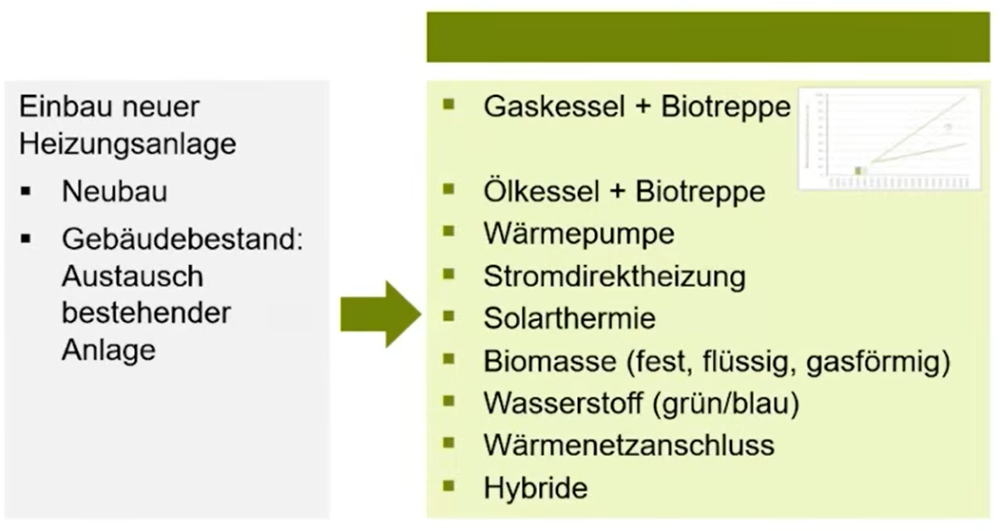 Einbau neuer
Heizungsanlage
▪ Neubau
▪ Gebäudebestand:
Austausch
bestehender
Anlage
▪ Gaskessel + Biotreppe
▪ Ölkessel + Biotreppe
▪ Wärmepumpe
▪ Stromdirektheizung
▪ Solarthermie
▪ Biomasse (fest, flüssig, gasförmig)
▪ Wasserstoff (grün/blau)
▪ Wärmenetzanschluss
▪ Hybride